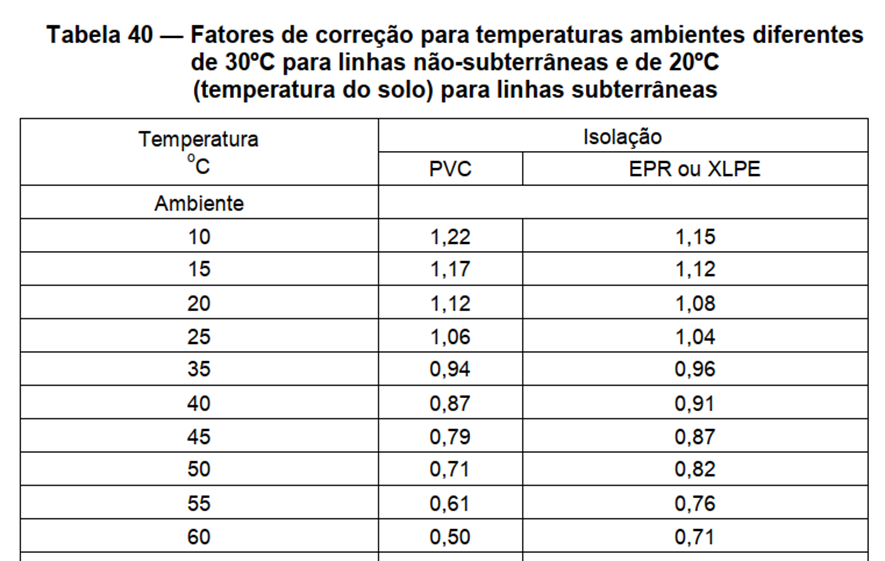 Tabela 40 — Fatores de correção para temperaturas ambientes diferentes
de 30ºC para linhas não-subterrâneas e de 20ºC
(temperatura do solo) para linhas subterrâneas
Temperatura
ºC
Isolação
PVC EPR ou XLPE
Ambiente
10 1,22 1,15
15 1,17 1,12
20 1,12 1,08
25 1,06 1,04
35 0,94 0,96
40 0,87 0,91
45 0,79 0,87
50 0,71 0,82
55 0,61 0,76
60 0,50 0,71